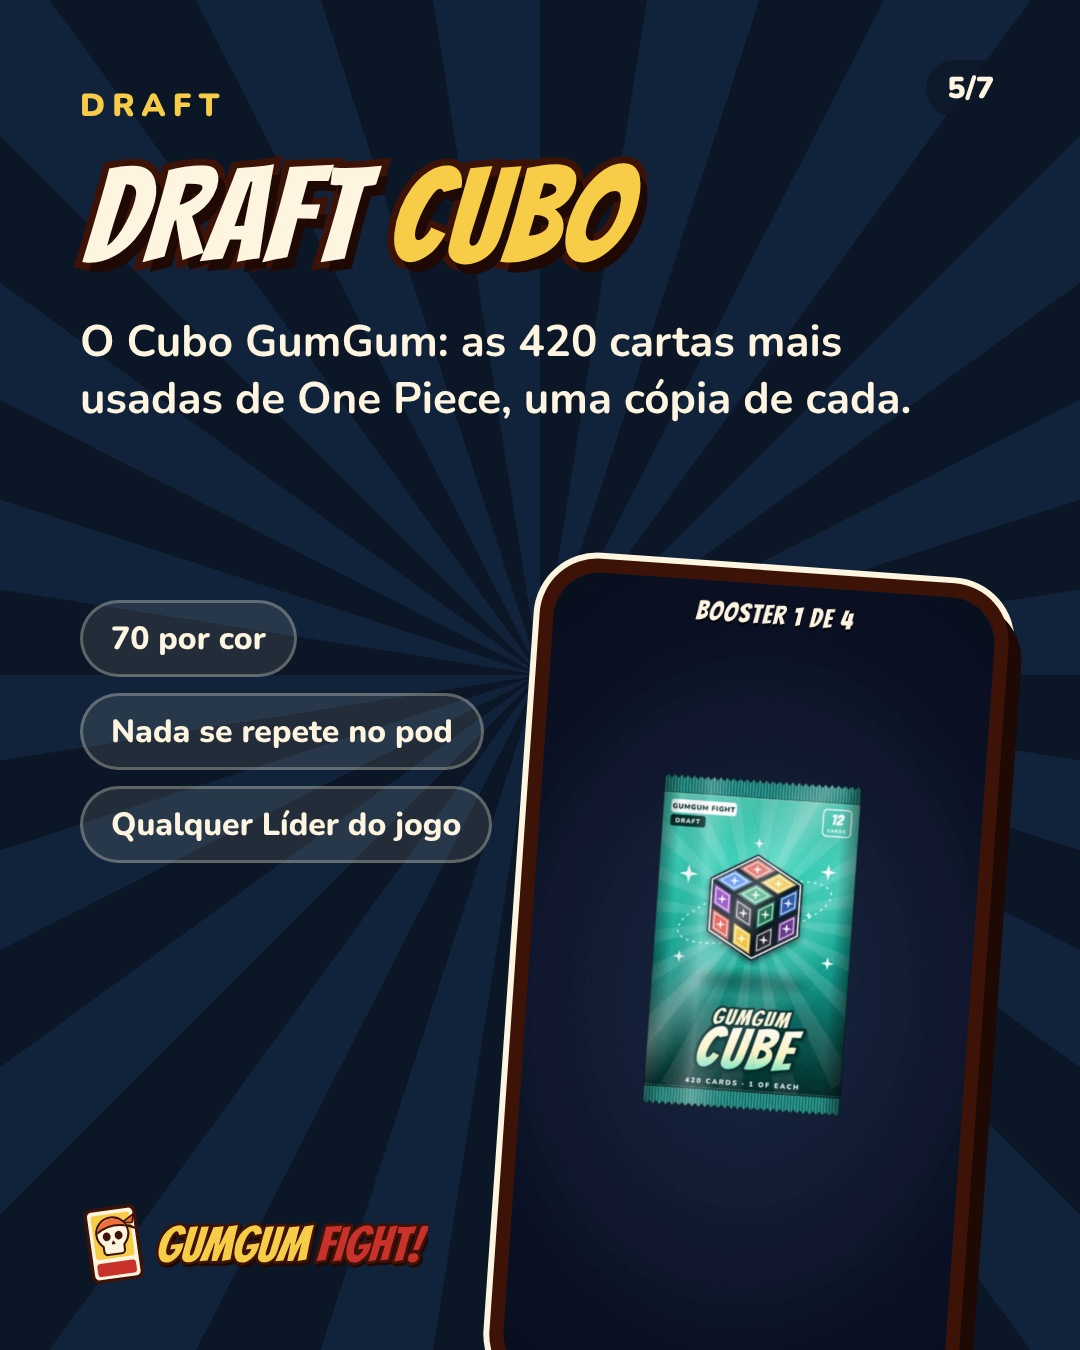 DRAFT
5/7
DRAFT CUBO
O Cubo GumGum: as 420 cartas mais
usadas de One Piece, uma cópia de cada.
70 por cor
Nada se repete no pod
Qualquer Líder do jogo
BOOSTER 1 DE 4
GUMGUM FIGHT
DRAFT
12
CARDS
GUMGUM
CUBE
420 CARDS · 1 OF EACH
GUMGUM FIGHT!